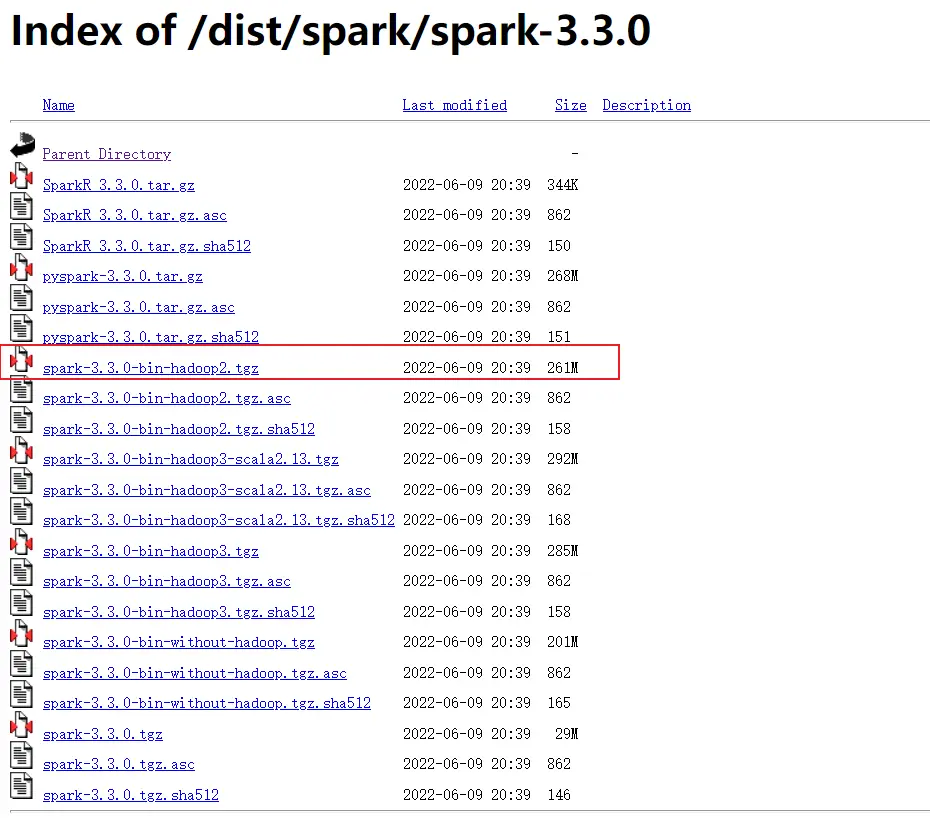 Index of /dist/spark/spark-3.3.0
Name Last modified Size Description
Parent Directory -
SparkR_3.3.0.tar.gz 2022-06-09 20:39 344K
SparkR_3.3.0.tar.gz.asc 2022-06-09 20:39 862
SparkR_3.3.0.tar.gz.sha512 2022-06-09 20:39 150
pyspark-3.3.0.tar.gz 2022-06-09 20:39 268M
pyspark-3.3.0.tar.gz.asc 2022-06-09 20:39 862
pyspark-3.3.0.tar.gz.sha512 2022-06-09 20:39 151
spark-3.3.0-bin-hadoop2.tgz 2022-06-09 20:39 261M
spark-3.3.0-bin-hadoop2.tgz.asc 2022-06-09 20:39 862
spark-3.3.0-bin-hadoop2.tgz.sha512 2022-06-09 20:39 158
spark-3.3.0-bin-hadoop3-scala2.13.tgz 2022-06-09 20:39 292M
spark-3.3.0-bin-hadoop3-scala2.13.tgz.asc 2022-06-09 20:39 862
spark-3.3.0-bin-hadoop3-scala2.13.tgz.sha512 2022-06-09 20:39 168
spark-3.3.0-bin-hadoop3.tgz 2022-06-09 20:39 285M
spark-3.3.0-bin-hadoop3.tgz.asc 2022-06-09 20:39 862
spark-3.3.0-bin-hadoop3.tgz.sha512 2022-06-09 20:39 158
spark-3.3.0-bin-without-hadoop.tgz 2022-06-09 20:39 201M
spark-3.3.0-bin-without-hadoop.tgz.asc 2022-06-09 20:39 862
spark-3.3.0-bin-without-hadoop.tgz.sha512 2022-06-09 20:39 165
spark-3.3.0.tgz 2022-06-09 20:39 29M
spark-3.3.0.tgz.asc 2022-06-09 20:39 862
spark-3.3.0.tgz.sha512 2022-06-09 20:39 146